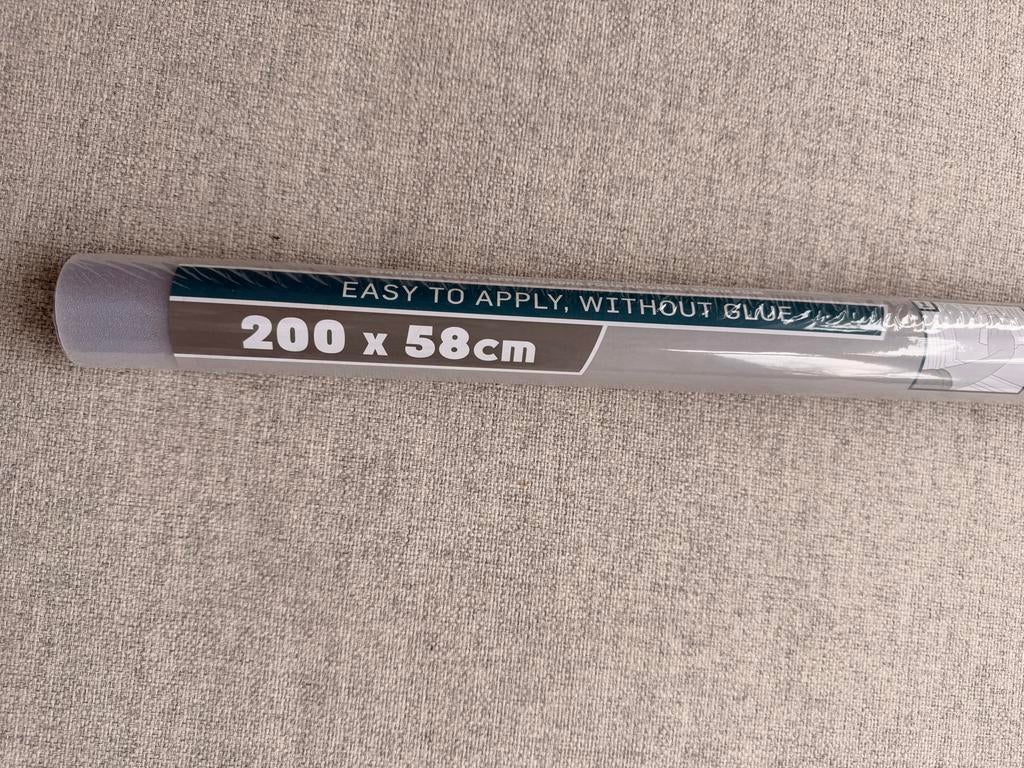 EASY TO APPLY, WITHOUT GLUE
200 x 58cm